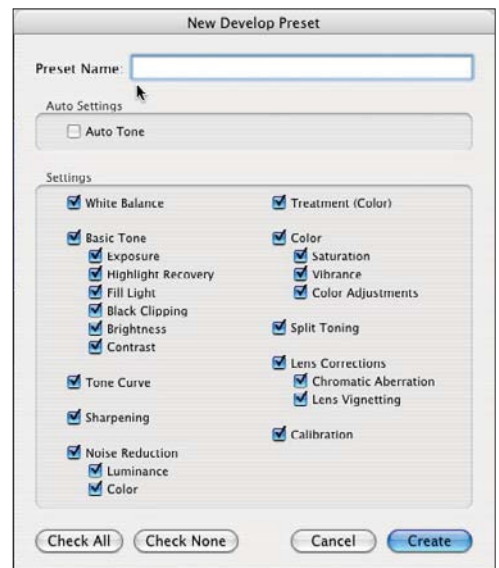 New Develop Preset
Preset Name:
Auto Settings
Auto Tone
Settings
White Balance
Basic Tone
Exposure
Highlight Recovery
Fill Light
Black Clipping
Brightness
Contrast
Tone Curve
Sharpening
Noise Reduction
Luminance
Color
Treatment (Color)
Color
Saturation
Vibrance
Color Adjustments
Split Toning
Lens Corrections
Chromatic Aberration
Lens Vignetting
Calibration
Check All
Check None
Cancel
Create